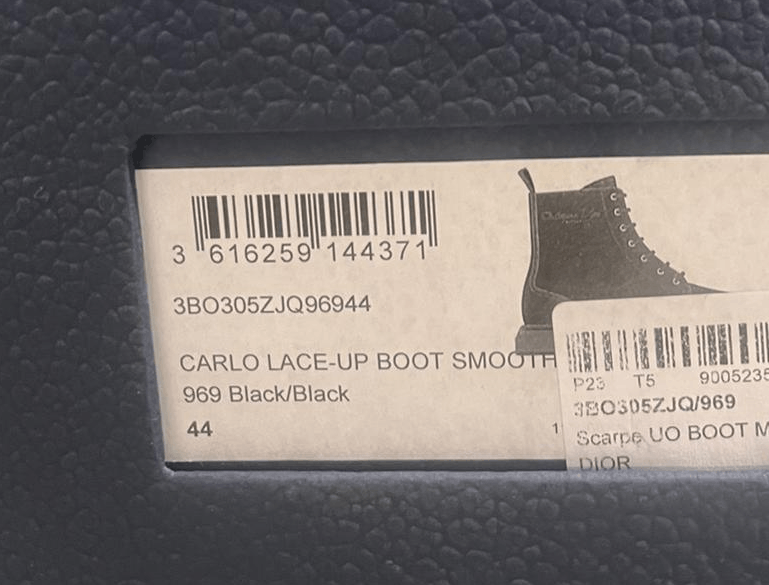 3 616259 144371
3BO305ZJQ96944
CARLO LACE-UP BOOT SMOOTH
969 Black/Black
44
1
P23 T5 9005235
3BO305ZJQ/969
Scarpe UO BOOT M
DIOR